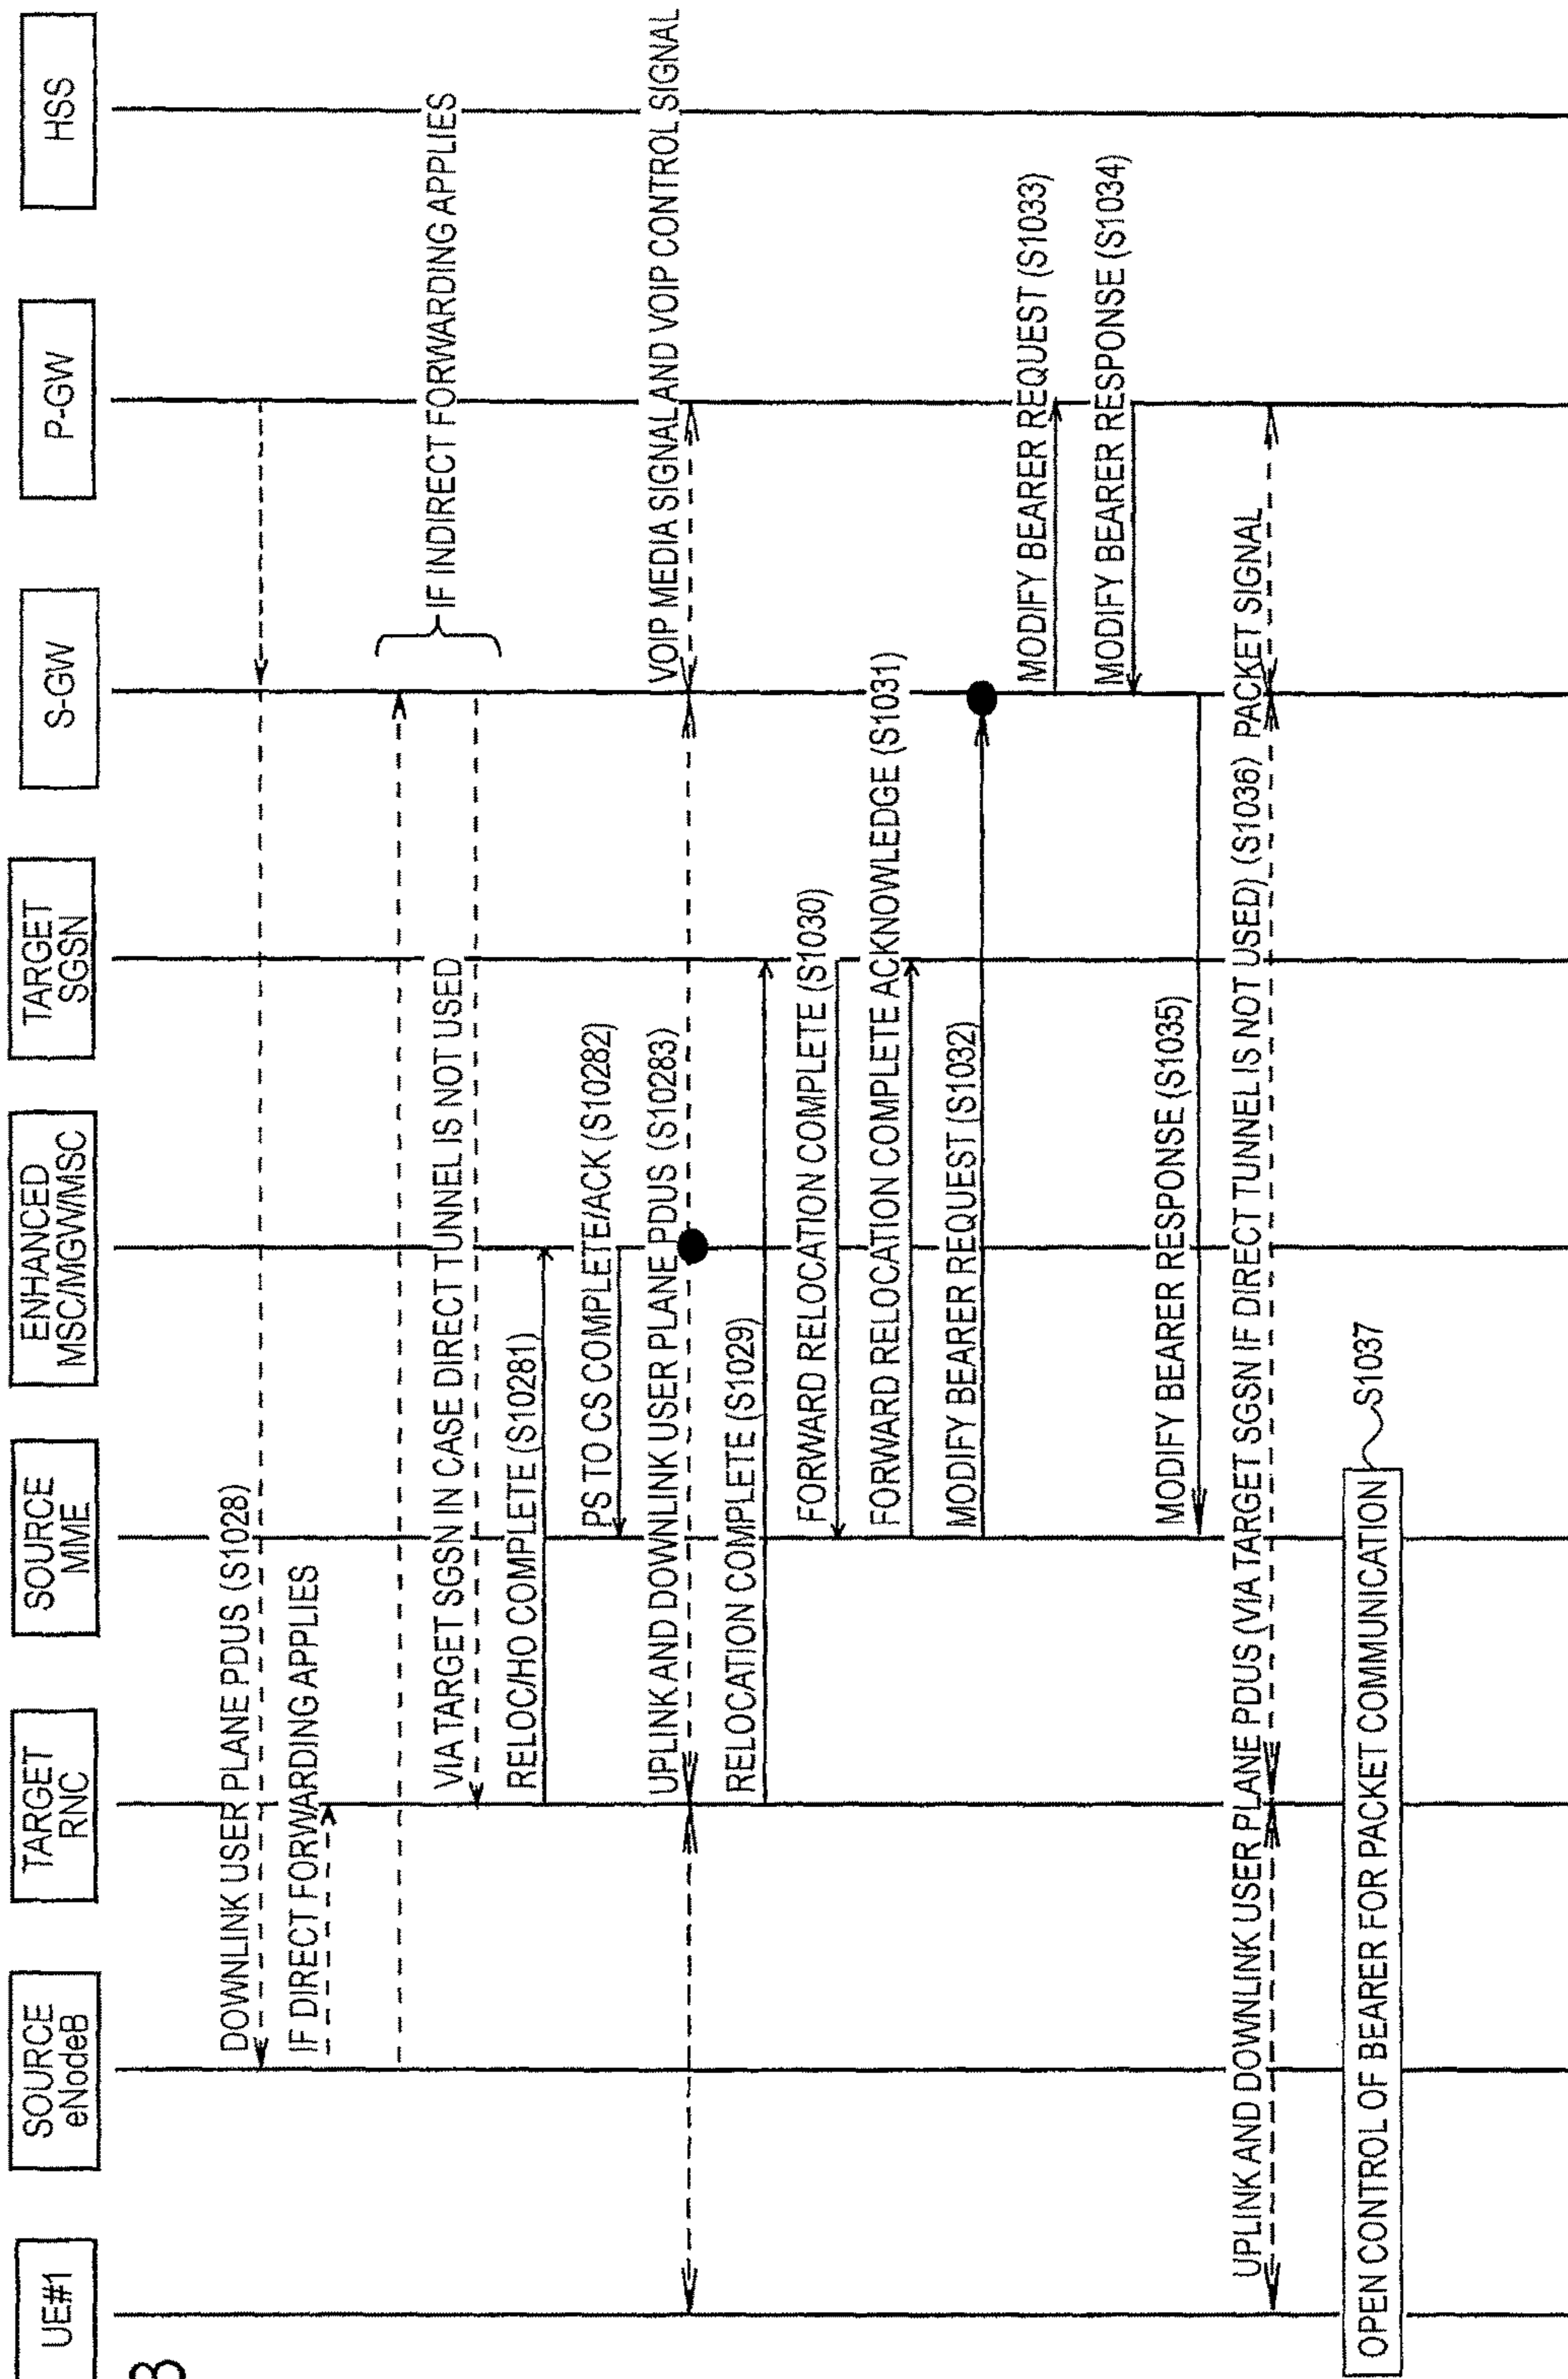 UE#1
SOURCE
eNodeB
TARGET
RNC
SOURCE
MME
ENHANCED
MSC/MGW/MSC
TARGET
SGSN
S-GW
P-GW
HSS
DOWNLINK USER PLANE PDUS (S1028)
IF DIRECT FORWARDING APPLIES
IF INDIRECT FORWARDING APPLIES
VIA TARGET SGSN IN CASE DIRECT TUNNEL IS NOT USED
RELOC/HO COMPLETE (S10281)
PS TO CS COMPLETE/ACK (S10282)
UPLINK AND DOWNLINK USER PLANE PDUS (S10283)
VOIP MEDIA SIGNAL AND VOIP CONTROL SIGNAL
RELOCATION COMPLETE (S1029)
FORWARD RELOCATION COMPLETE (S1030)
FORWARD RELOCATION COMPLETE ACKNOWLEDGE (S1031)
MODIFY BEARER REQUEST (S1032)
MODIFY BEARER REQUEST (S1033)
MODIFY BEARER RESPONSE (S1034)
MODIFY BEARER RESPONSE (S1035)
UPLINK AND DOWNLINK USER PLANE PDUS (VIA TARGET SGSN IF DIRECT TUNNEL IS NOT USED) (S1036) PACKET SIGNAL
OPEN CONTROL OF BEARER FOR PACKET COMMUNICATION
S1037